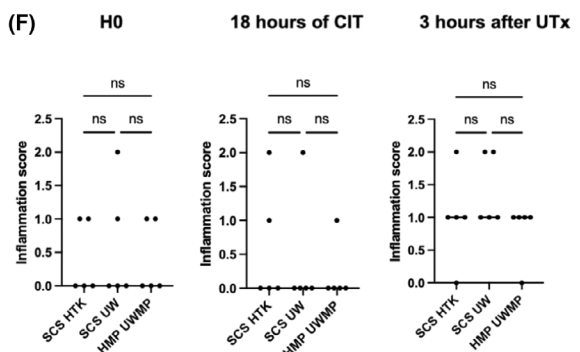 (F)
H0
18 hours of CIT
3 hours after UTx
ns
ns ns
Inflammation score
2.5
2.0
1.5
1.0
0.5
0.0
SCS HTK
SCS UW
HMP UWMP
ns
ns ns
Inflammation score
2.5
2.0
1.5
1.0
0.5
0.0
SCS HTK
SCS UW
HMP UWMP
ns
ns ns
Inflammation score
2.5
2.0
1.5
1.0
0.5
0.0
SCS HTK
SCS UW
HMP UWMP